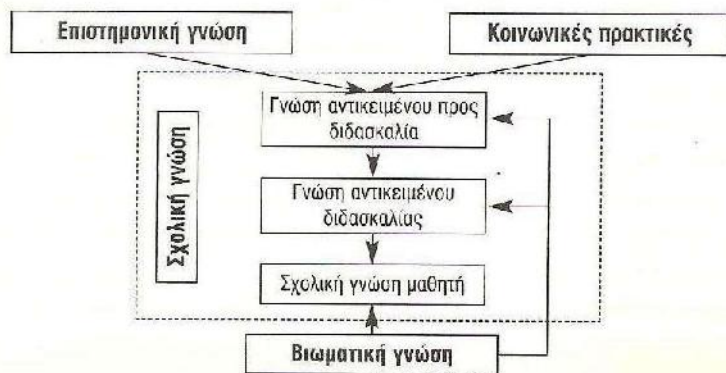 Επιστημονική γνώση
Κοινωνικές πρακτικές
Σχολική γνώση
Γνώση αντικειμένου προς
διδασκαλία
Γνώση αντικειμένου
διδασκαλίας
Σχολική γνώση μαθητή
Βιωματική γνώση